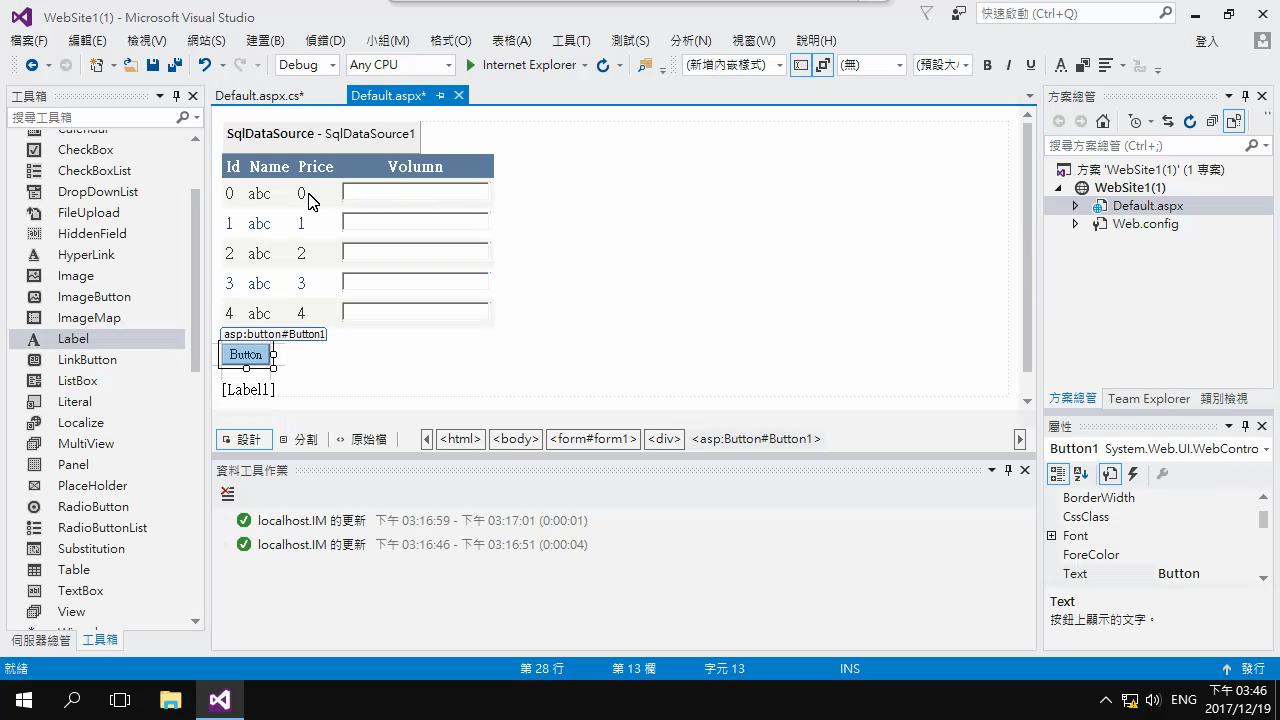 WebSite1(1) - Microsoft Visual Studio
快速啟動 (Ctrl+Q)
檔案(F) 編輯(E) 檢視(V) 網站(S) 建置(B) 偵錯(D) 小組(M) 格式(O) 表格(A) 工具(T) 測試(S) 分析(N) 視窗(W) 說明(H)
登入
Debug Any CPU Internet Explorer (新增內嵌樣式) (無) (預設大/ B I U A
工具箱
搜尋工具箱
Calendar
CheckBox
CheckBoxList
DropDownList
FileUpload
HiddenField
HyperLink
Image
ImageButton
ImageMap
Label
LinkButton
ListBox
Literal
Localize
MultiView
Panel
PlaceHolder
RadioButton
RadioButtonList
Substitution
Table
TextBox
View
伺服器總管 工具箱
Default.aspx.cs* Default.aspx*
SqlDataSource - SqlDataSource1
Id Name Price Volumn
0 abc 0
1 abc 1
2 abc 2
3 abc 3
4 abc 4
asp:button#Button1
Button
[Label1]
設計 分割 原始檔 <html> <body> <form#form1> <div> <asp:Button#Button1>
資料工具作業
localhost.IM 的更新 下午 03:16:59 - 下午 03:17:01 (0:00:01)
localhost.IM 的更新 下午 03:16:46 - 下午 03:16:51 (0:00:04)
方案總管
搜尋方案總管 (Ctrl+;)
方案 'WebSite1(1)' (1 專案)
WebSite1(1)
Default.aspx
Web.config
方案總管 Team Explorer 類別檢視
屬性
Button1 System.Web.UI.WebContro
BorderWidth
CssClass
Font
ForeColor
Text Button
Text
按鈕上顯示的文字。
就緒 第 28 行 第 13 欄 字元 13 INS 發行
ENG
下午 03:46
2017/12/19